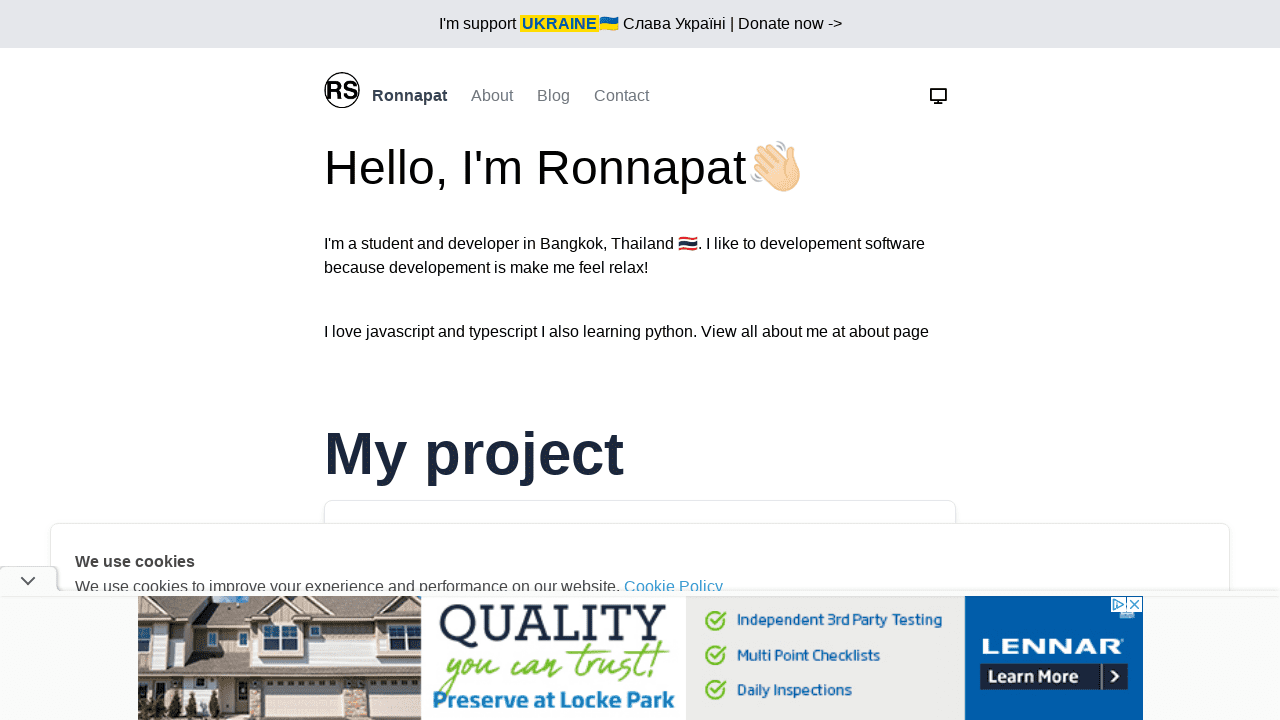 I'm support UKRAINE🇺🇦 Слава Україні | Donate now ->
RS Ronnapat About Blog Contact
Hello, I'm Ronnapat👋🏻
I'm a student and developer in Bangkok, Thailand 🇹🇭. I like to developement software
because developement is make me feel relax!
I love javascript and typescript I also learning python. View all about me at about page
My project
We use cookies
We use cookies to improve your experience and performance on our website. Cookie Policy
QUALITY
you can trust!
Preserve at Locke Park
Independent 3rd Party Testing
Multi Point Checklists
Daily Inspections
LENNAR
Learn More